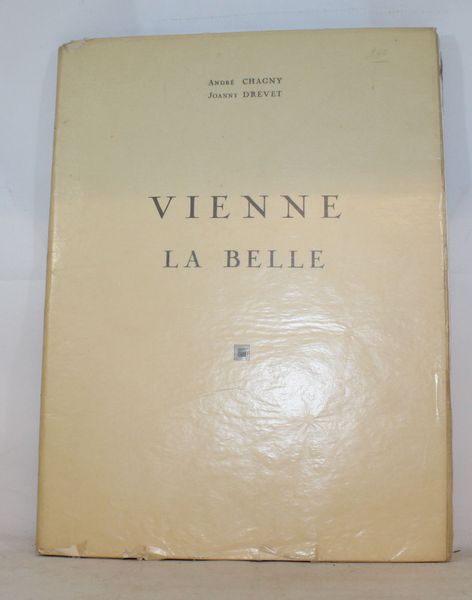 André CHAGNY
Joanny DREVET
VIENNE
LA BELLE